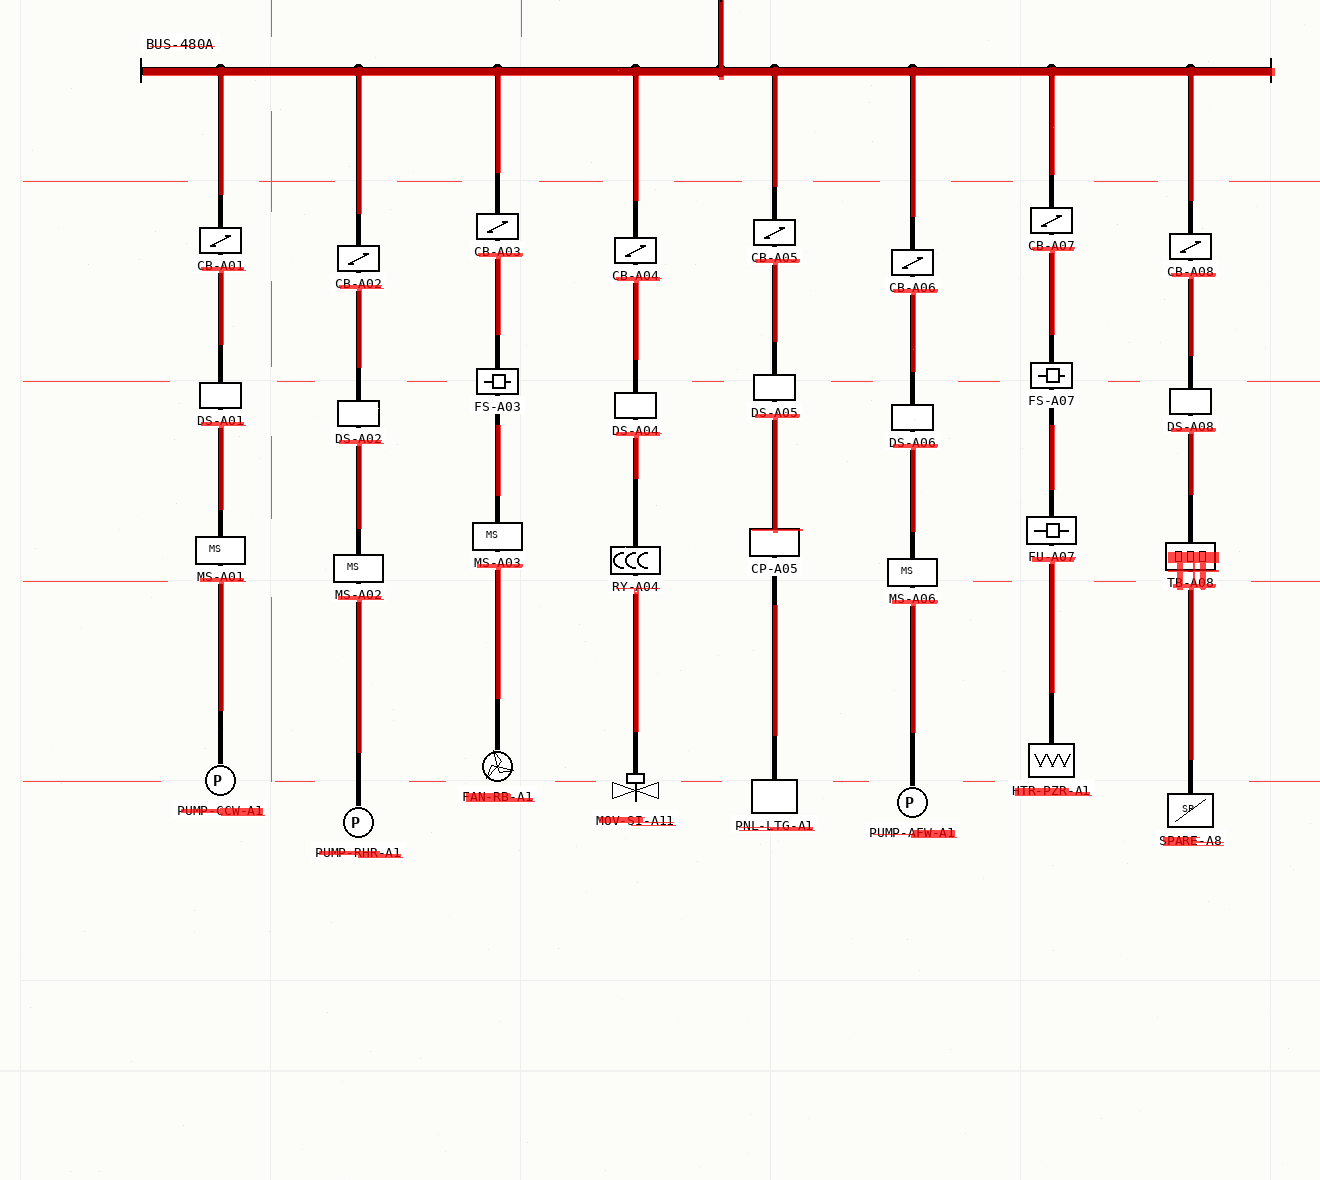 BUS-480A
CB-A01
CB-A02
CB-A03
CB-A04
CB-A05
CB-A06
CB-A07
CB-A08
DS-A01
DS-A02
FS-A03
DS-A04
DS-A05
DS-A06
FS-A07
DS-A08
MS
MS-A01
MS
MS-A02
MS
MS-A03
RY-A04
CP-A05
MS
MS-A06
FU-A07
TB-A08
P
PUMP-CCW-A1
P
PUMP-RHR-A1
FAN-RB-A1
MOV-SI-A11
PNL-LTG-A1
P
PUMP-AFW-A1
HTR-PZR-A1
SP
SPARE-A8